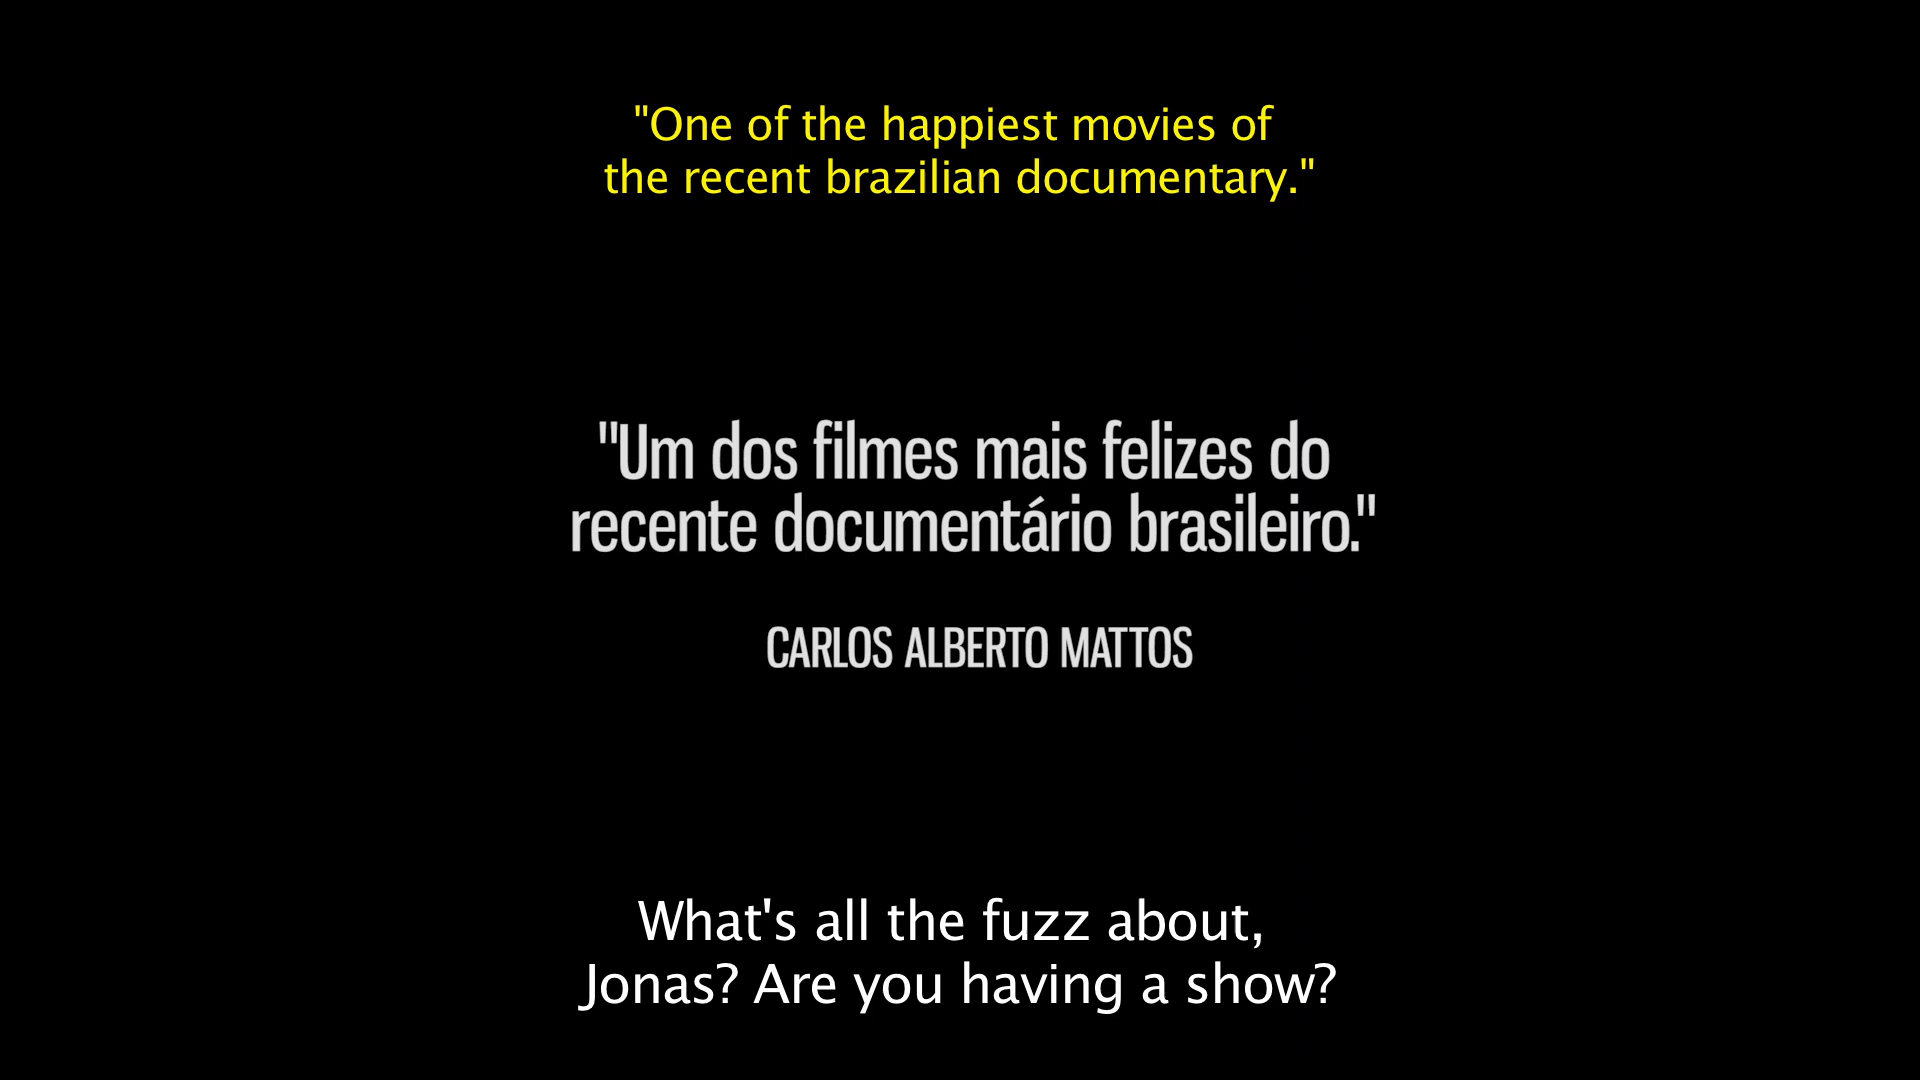 "One of the happiest movies of
the recent brazilian documentary."
"Um dos filmes mais felizes do
recente documentário brasileiro."
CARLOS ALBERTO MATTOS
What's all the fuzz about,
Jonas? Are you having a show?